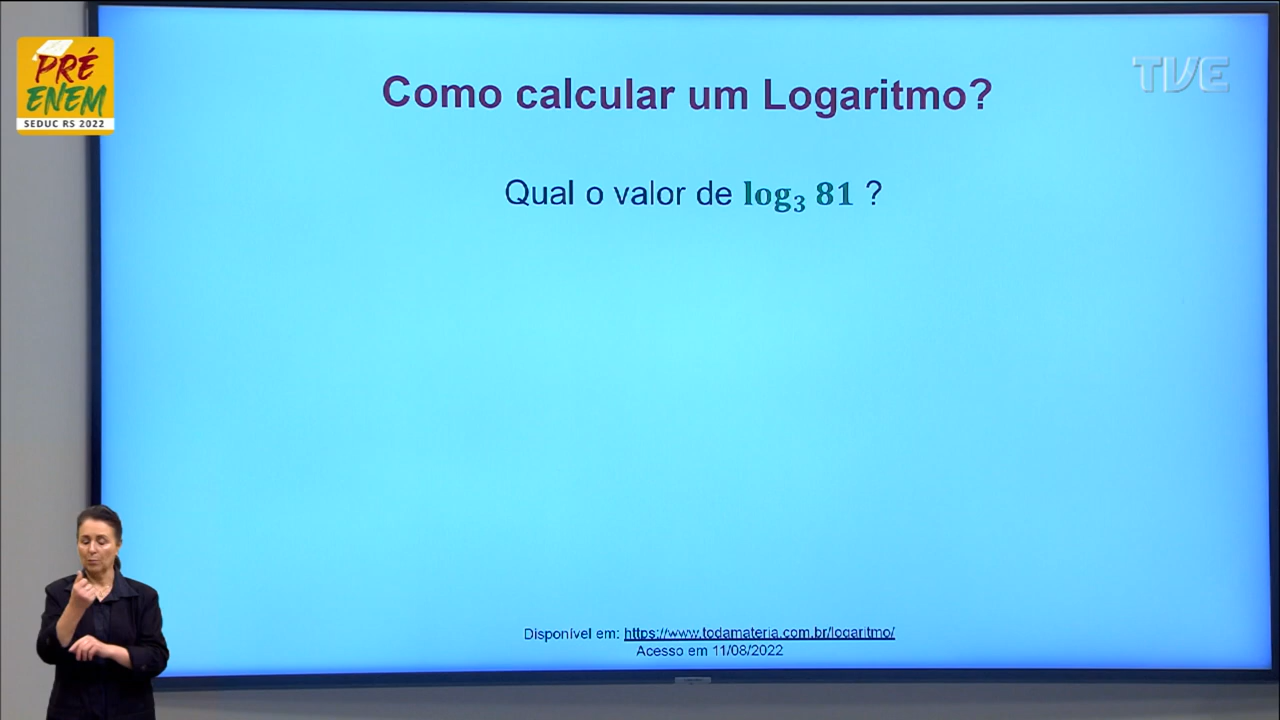 PRÉ
ENEM
SEDUC RS 2022
TVE
Como calcular um Logaritmo?
Qual o valor de log₃ 81 ?
Disponível em: https://www.todamateria.com.br/logaritmo/
Acesso em 11/08/2022